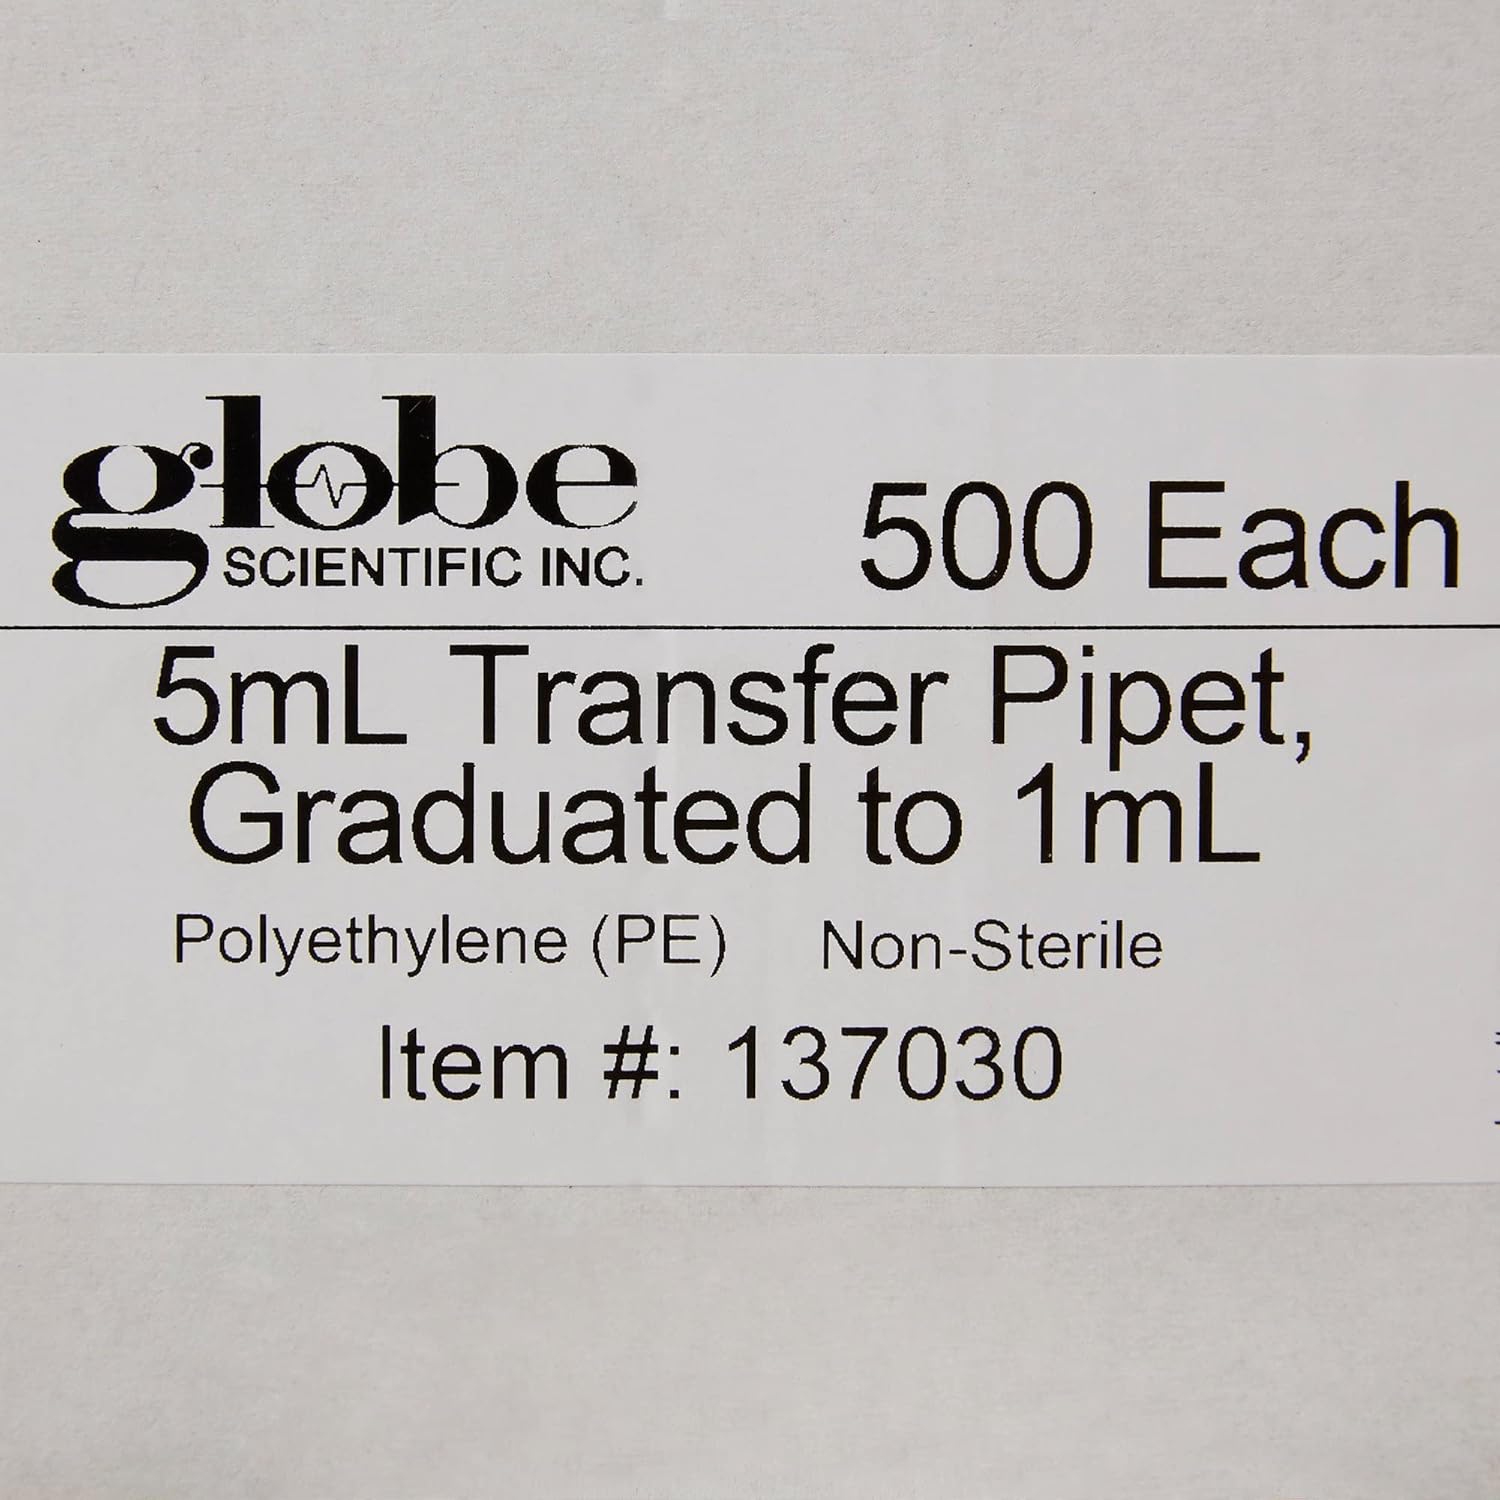 globe
SCIENTIFIC INC.
500 Each
5mL Transfer Pipet,
Graduated to 1mL
Polyethylene (PE) Non-Sterile
Item #: 137030